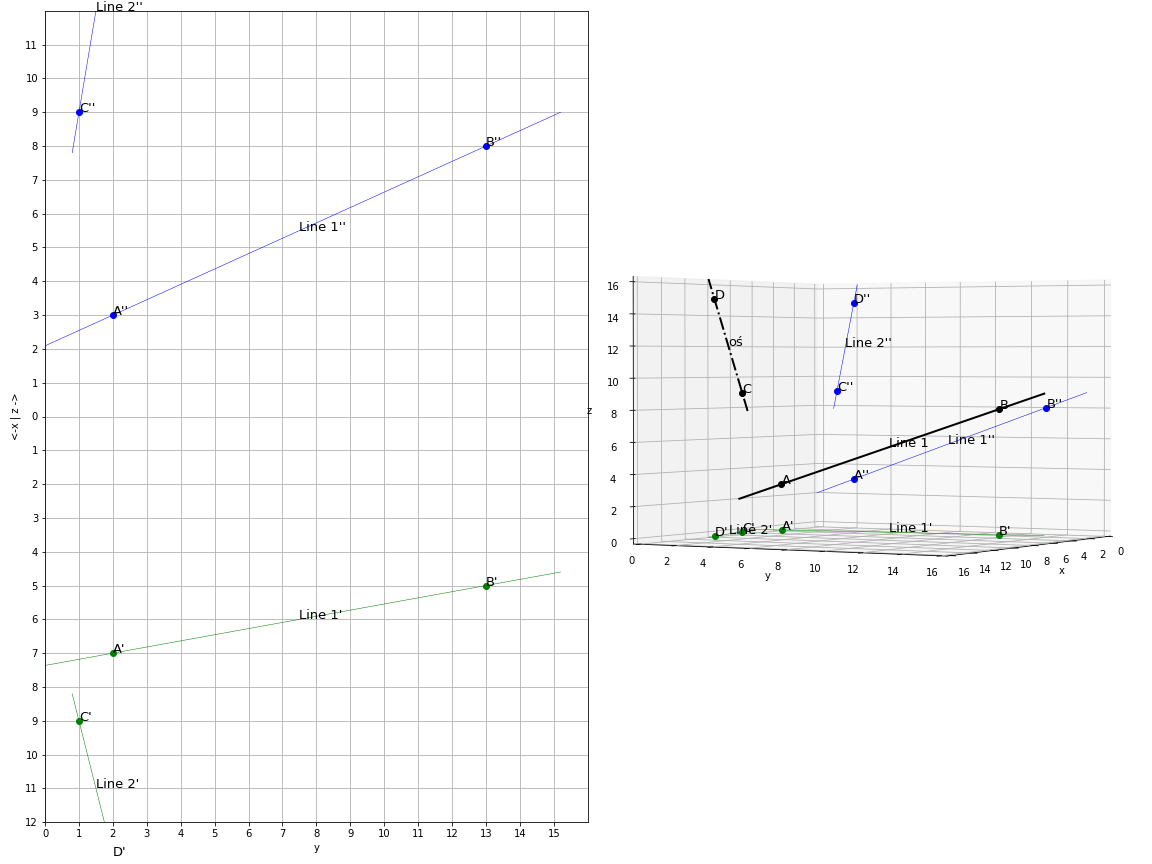 Line 2''
C''
B''
Line 1''
A''
B'
Line 1'
A'
C'
Line 2'
D'
11
10
9
8
7
6
5
4
3
2
1
0
1
2
3
4
5
6
7
8
9
10
11
12
<-x | z ->
0 1 2 3 4 5 6 7 8 9 10 11 12 13 14 15
y
D
D''
oś
Line 2''
C
C''
B
B''
Line 1
Line 1''
A
A''
D'
Line 2'
C'
A'
Line 1'
B'
z
16
14
12
10
8
6
4
2
0
0 2 4 6 8 10 12 14 16
y
16 14 12 10 8 6 4 2 0
x